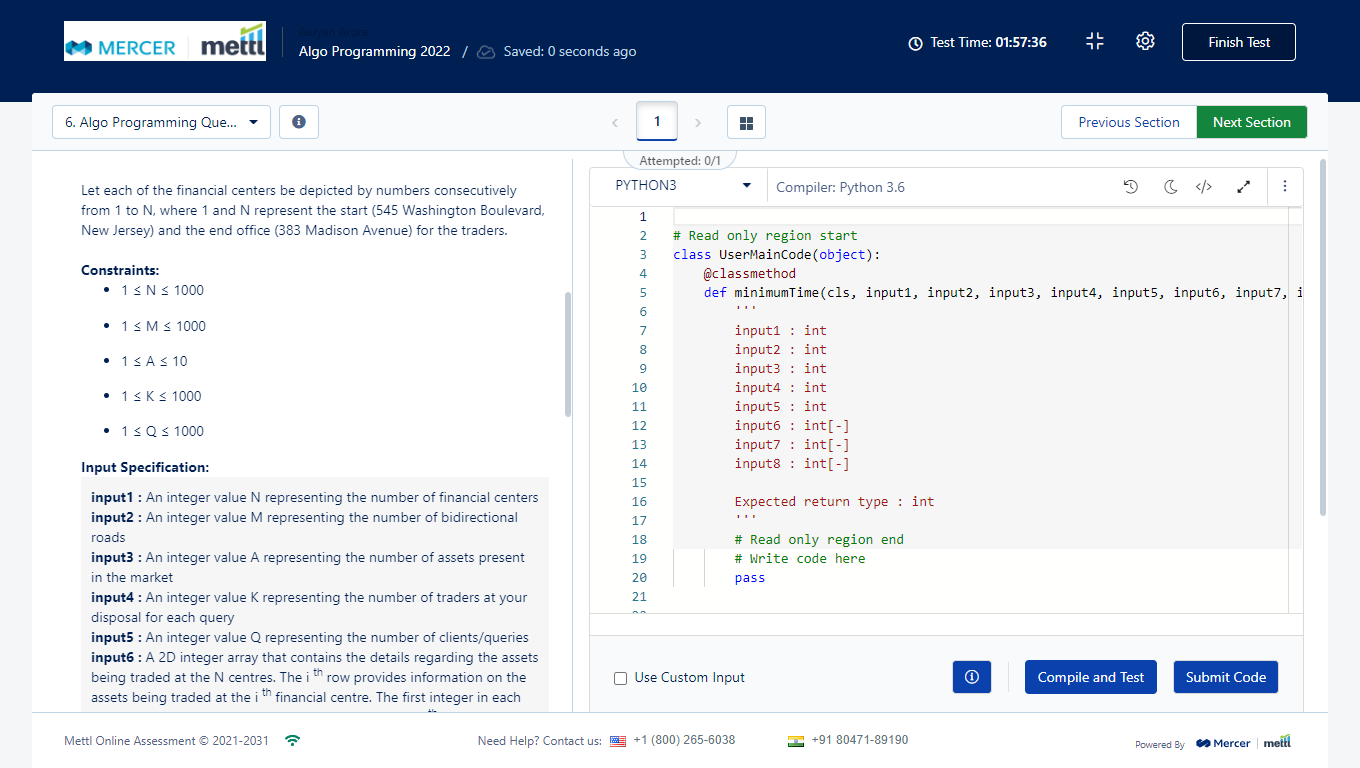 MERCER
mettl
Algo Programming 2022 / Saved: 0 seconds ago
Test Time: 01:57:36
Finish Test
6. Algo Programming Que...
1
Previous Section
Next Section
Attempted: 0/1
Let each of the financial centers be depicted by numbers consecutively
from 1 to N, where 1 and N represent the start (545 Washington Boulevard,
New Jersey) and the end office (383 Madison Avenue) for the traders.
Constraints:
• 1 ≤ N ≤ 1000
• 1 ≤ M ≤ 1000
• 1 ≤ A ≤ 10
• 1 ≤ K ≤ 1000
• 1 ≤ Q ≤ 1000
Input Specification:
input1 : An integer value N representing the number of financial centers
input2 : An integer value M representing the number of bidirectional
roads
input3 : An integer value A representing the number of assets present
in the market
input4 : An integer value K representing the number of traders at your
disposal for each query
input5 : An integer value Q representing the number of clients/queries
input6 : A 2D integer array that contains the details regarding the assets
being traded at the N centres. The i th row provides information on the
assets being traded at the i th financial centre. The first integer in each
PYTHON3
Compiler: Python 3.6
1
2 # Read only region start
3 class UserMainCode(object):
4 @classmethod
5 def minimumTime(cls, input1, input2, input3, input4, input5, input6, input7, i
6 '''
7 input1 : int
8 input2 : int
9 input3 : int
10 input4 : int
11 input5 : int
12 input6 : int[-]
13 input7 : int[-]
14 input8 : int[-]
15
16 Expected return type : int
17 '''
18 # Read only region end
19 # Write code here
20 pass
21
Use Custom Input
Compile and Test
Submit Code
Mettl Online Assessment © 2021-2031
Need Help? Contact us: +1 (800) 265-6038
+91 80471-89190
Powered By Mercer mettl